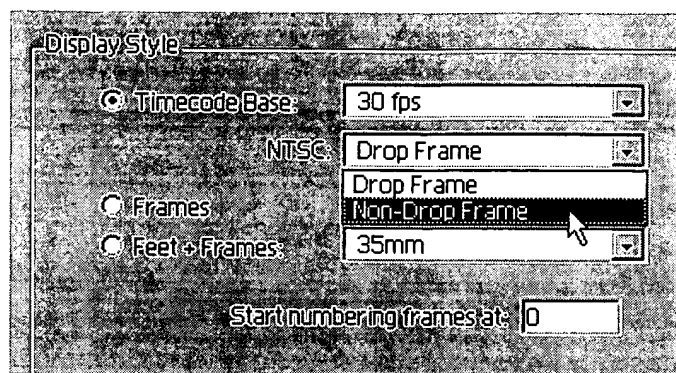 Display Style
Timecode Base: 30 fps
NTSC: Drop Frame
Drop Frame
Non-Drop Frame
Frames
Feet + Frames: 35mm
Start numbering frames at: 0